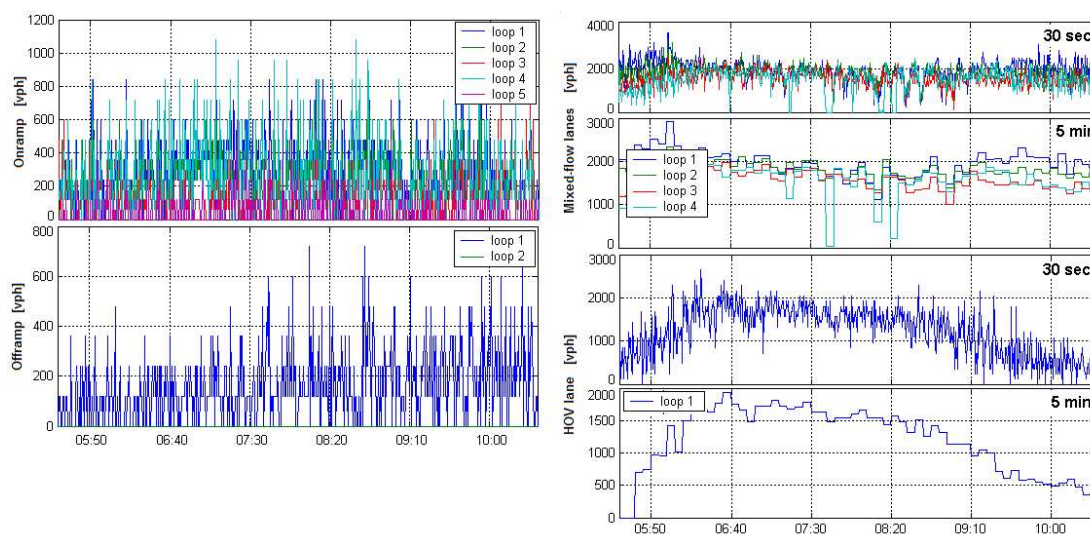 1200
1000
800
600
400
200
0
Onramp [vph]
loop 1
loop 2
loop 3
loop 4
loop 5
800
600
400
200
0
Offramp [vph]
loop 1
loop 2
05:50 06:40 07:30 08:20 09:10 10:00
4000
2000
0
30 sec
3000
2000
1000
0
Mixed-flow lanes [vph]
5 min
loop 1
loop 2
loop 3
loop 4
30 sec
2000
1000
0
HOV lane [vph]
2000
1500
1000
500
0
loop 1
5 min
05:50 06:40 07:30 08:20 09:10 10:00